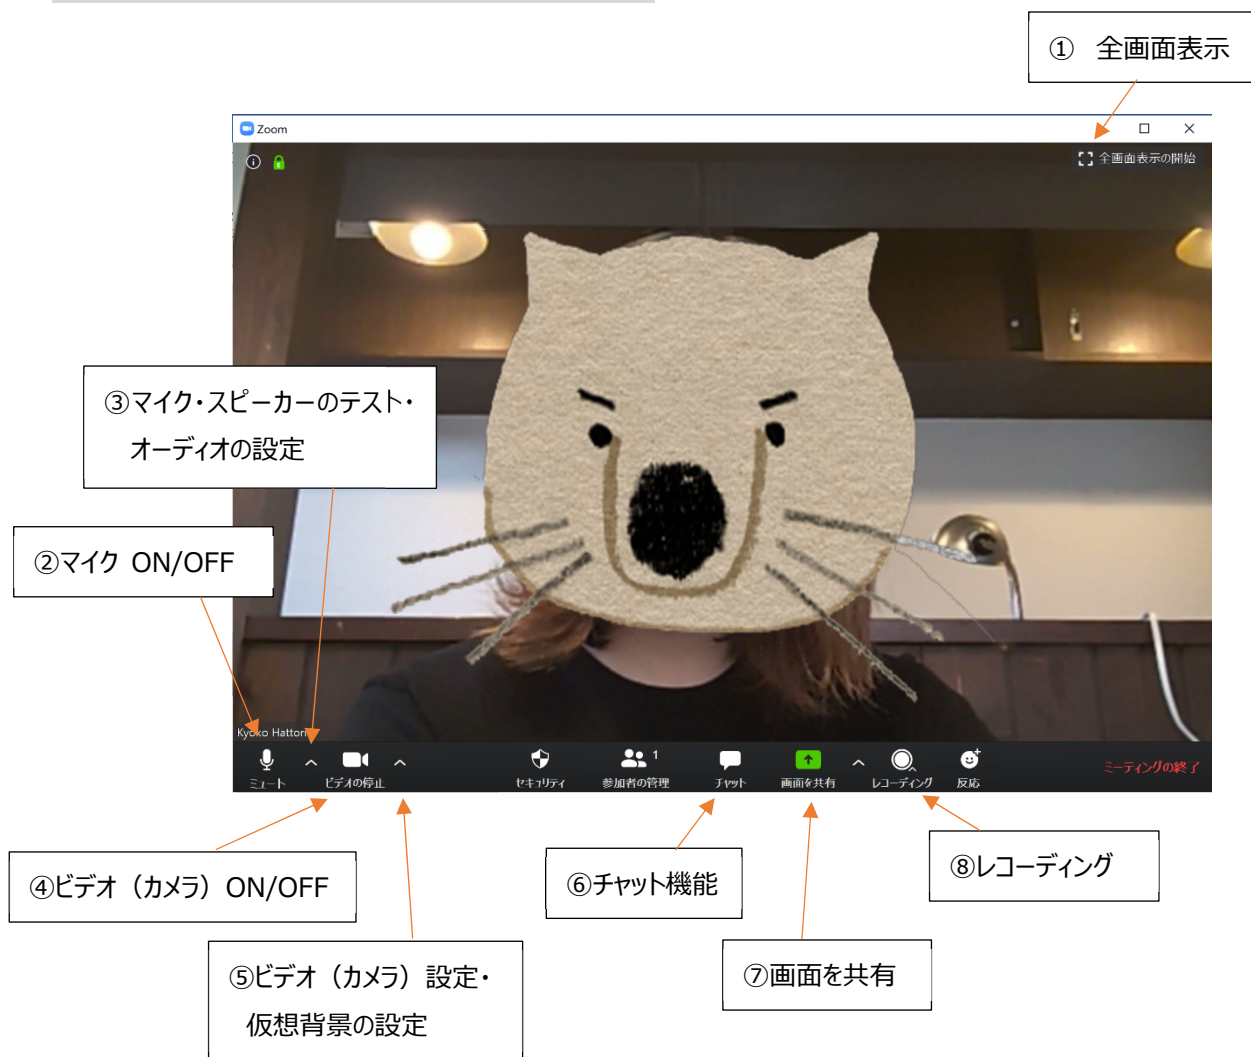 ① 全画面表示
Zoom
全画面表示の開始
③マイク・スピーカーのテスト・
オーディオの設定
②マイク ON/OFF
Kyoko Hattori
1
ミュート
ビデオの停止
セキュリティ
参加者の管理
チャット
画面を共有
レコーディング
反応
ミーティングの終了
④ビデオ（カメラ）ON/OFF
⑥チャット機能
⑧レコーディング
⑤ビデオ（カメラ）設定・
仮想背景の設定
⑦画面を共有